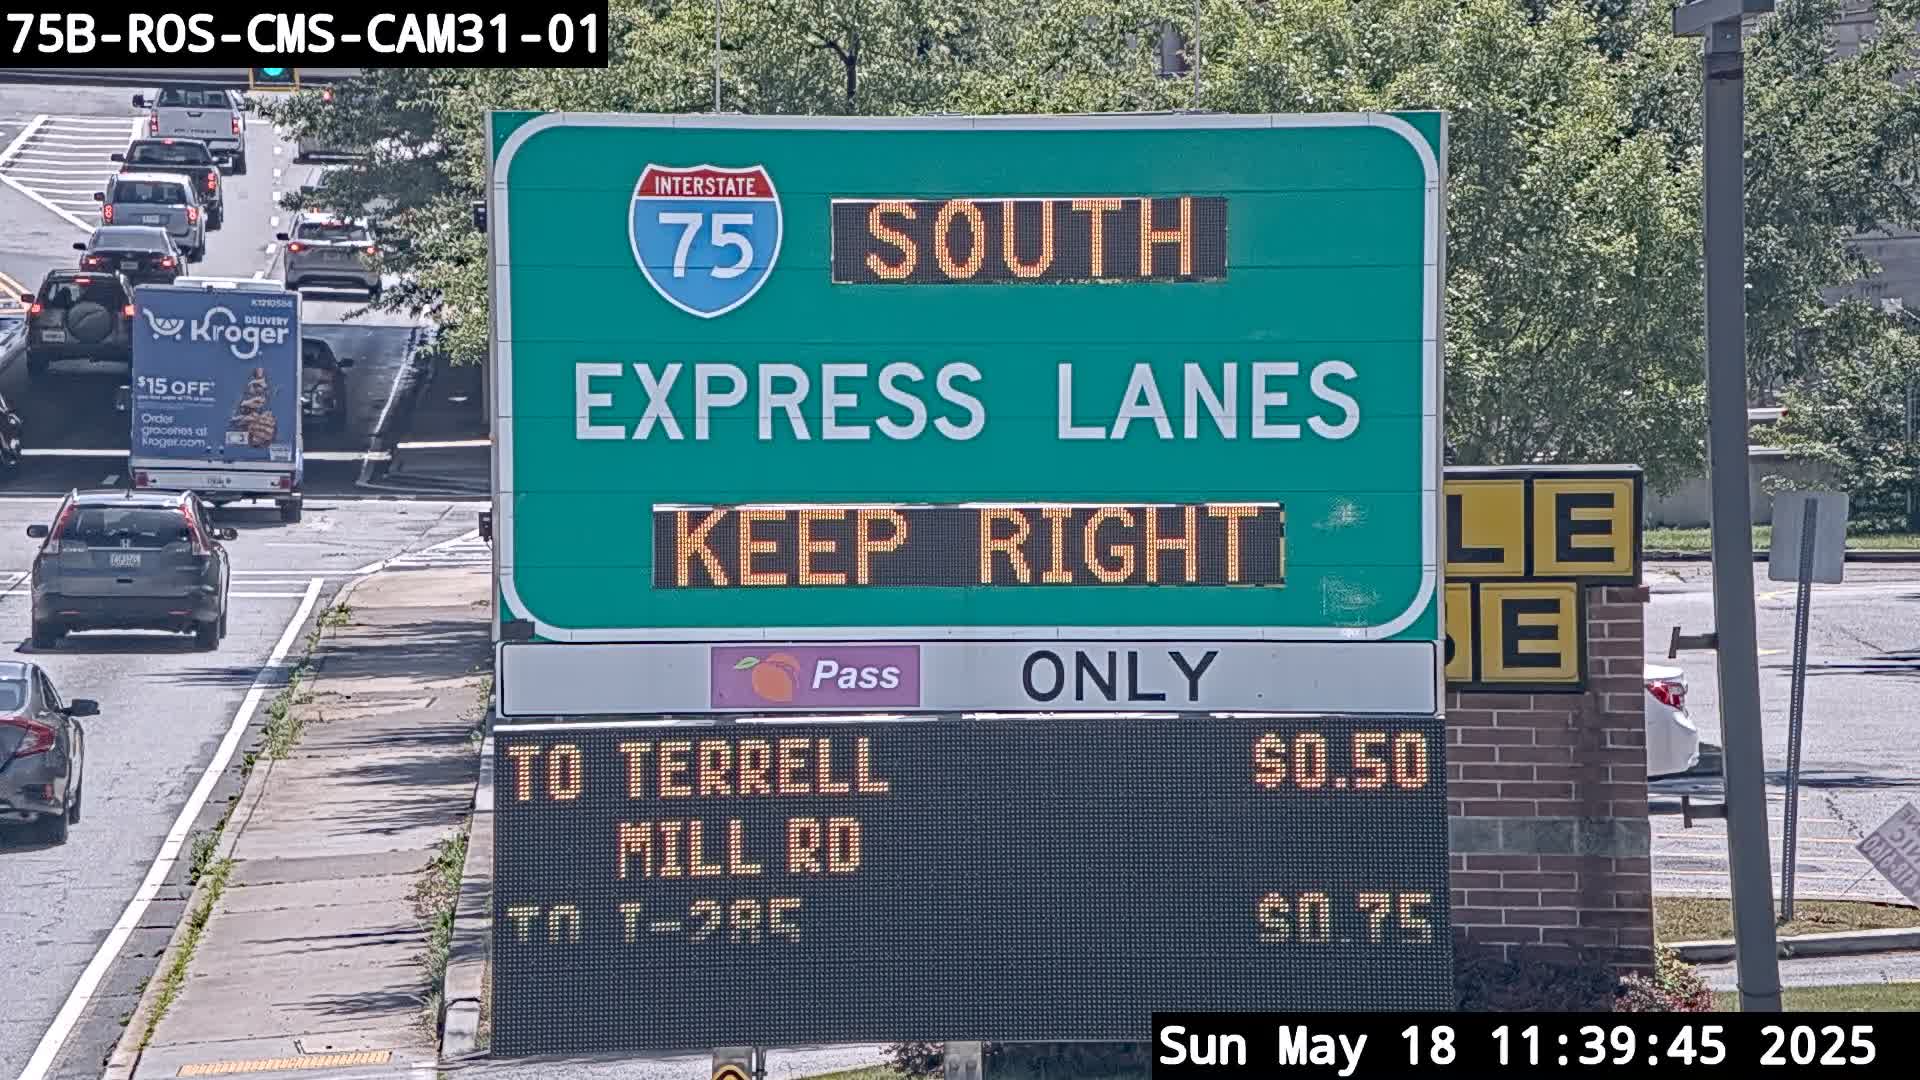 75B-ROS-CMS-CAM31-01
INTERSTATE
75
SOUTH
EXPRESS LANES
KEEP RIGHT
Pass ONLY
TO TERRELL $0.50
MILL RD
TO I-285 $0.75
K1210554
Kroger
DELIVERY
$15 OFF*
Order
groceries at
Kroger.com
LE
E
Sun May 18 11:39:45 2025